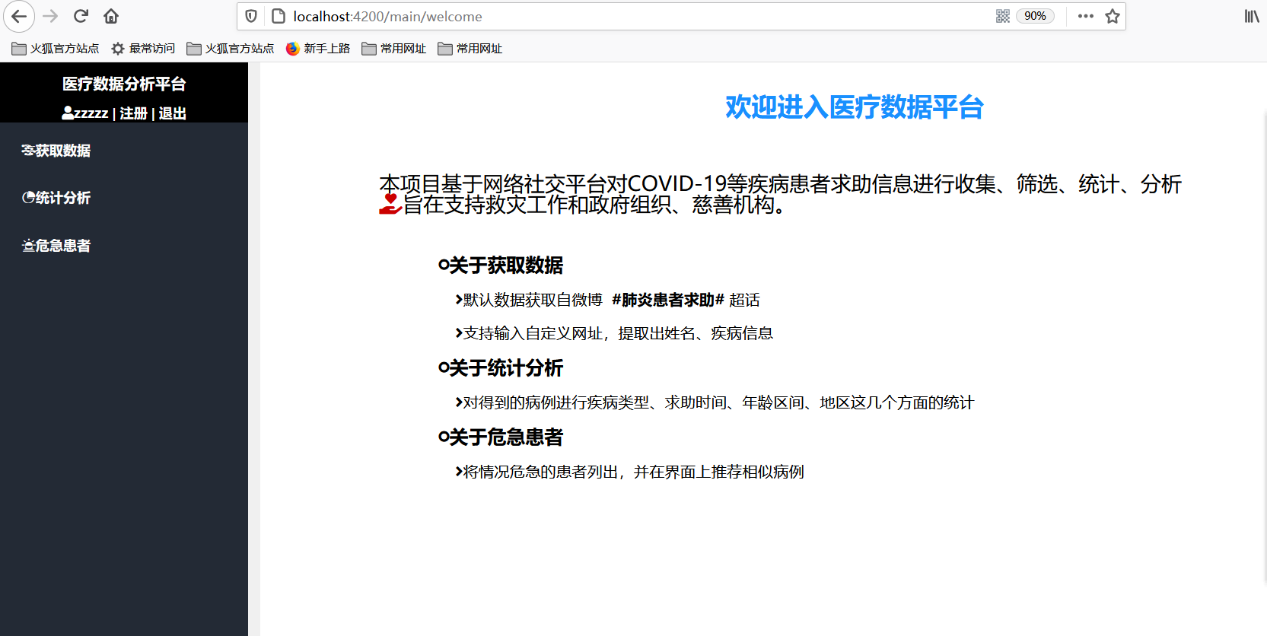 localhost:4200/main/welcome 90%
火狐官方站点 最常访问 火狐官方站点 新手上路 常用网址 常用网址
医疗数据分析平台
zzzzz | 注册 | 退出
获取数据
统计分析
危急患者
欢迎进入医疗数据平台
本项目基于网络社交平台对COVID-19等疾病患者求助信息进行收集、筛选、统计、分析
旨在支持救灾工作和政府组织、慈善机构。
关于获取数据
默认数据获取自微博 #肺炎患者求助# 超话
支持输入自定义网址，提取出姓名、疾病信息
关于统计分析
对得到的病例进行疾病类型、求助时间、年龄区间、地区这几个方面的统计
关于危急患者
将情况危急的患者列出，并在界面上推荐相似病例